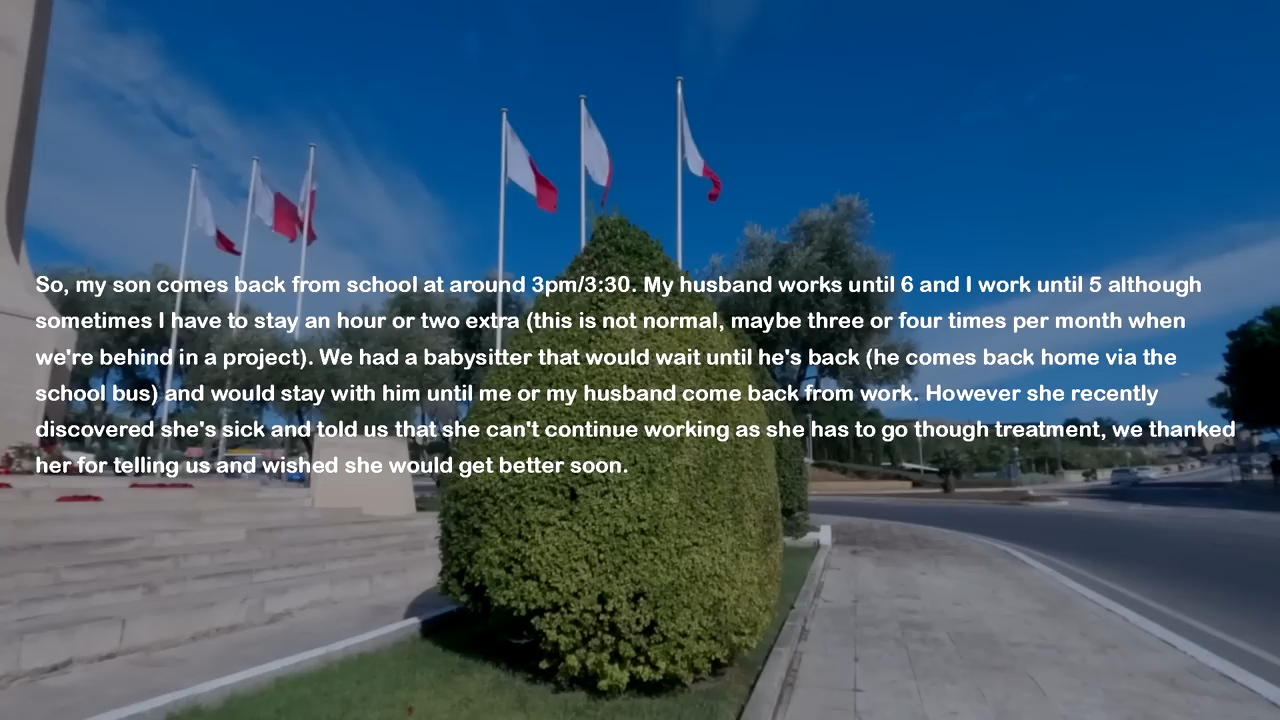 So, my son comes back from school at around 3pm/3:30. My husband works until 6 and I work until 5 although
sometimes I have to stay an hour or two extra (this is not normal, maybe three or four times per month when
we're behind in a project). We had a babysitter that would wait until he's back (he comes back home via the
school bus) and would stay with him until me or my husband come back from work. However she recently
discovered she's sick and told us that she can't continue working as she has to go though treatment, we thanked
her for telling us and wished she would get better soon.